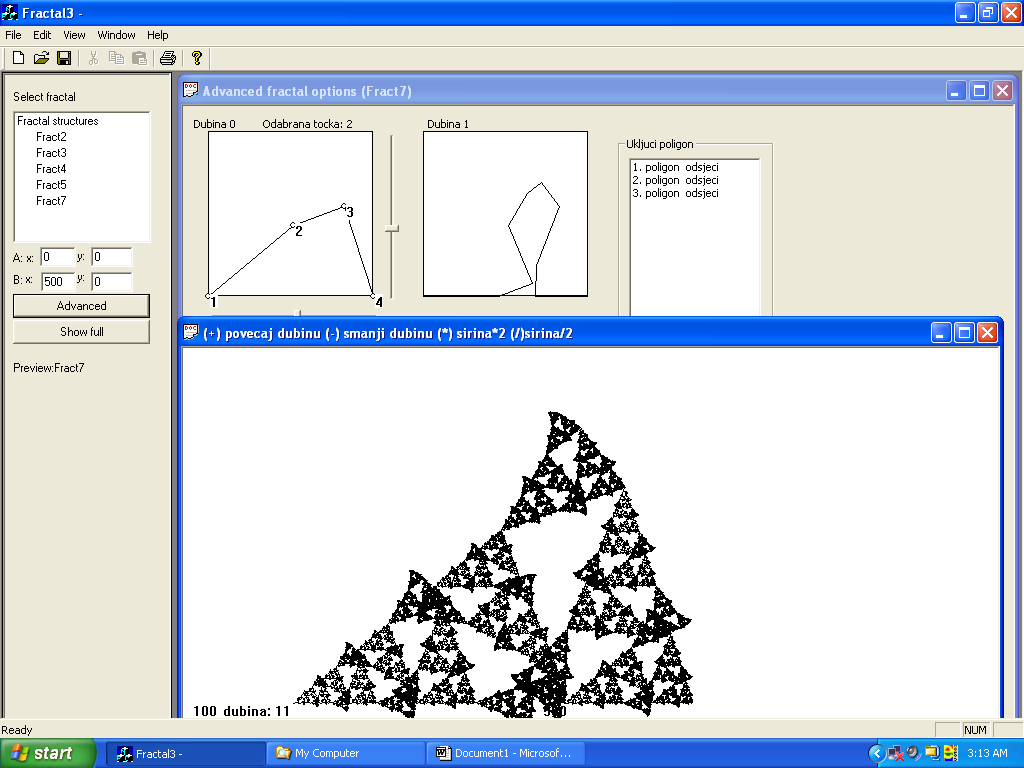 Fractal3 -
File Edit View Window Help
Select fractal
Fractal structures
Fract2
Fract3
Fract4
Fract5
Fract7
A: x: 0 y: 0
B: x: 500 y: 0
Advanced
Show full
Preview:Fract7
DOC Advanced fractal options (Fract7)
Dubina 0 Odabrana tocka: 2 Dubina 1
1 2 3 4
Ukljuci poligon
1. poligon odsjeci
2. poligon odsjeci
3. poligon odsjeci
DOC (+) povecaj dubinu (-) smanji dubinu (*) sirina*2 (/)sirina/2
100 dubina: 11
Ready NUM
start Fractal3 - My Computer Document1 - Microsof... 3:13 AM